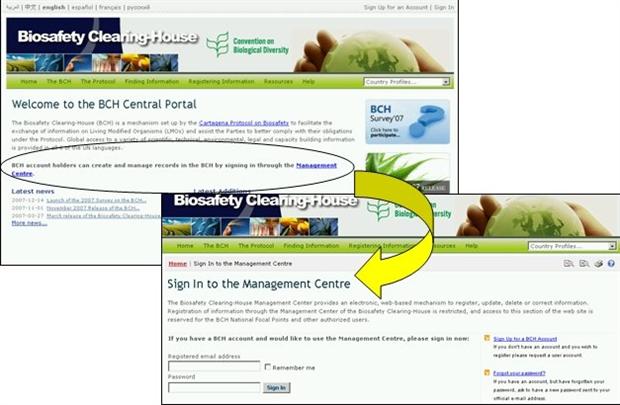 العربية | 中文 | english | español | français | русский
Sign Up for an Account | Sign In
Biosafety Clearing-House
Convention on
Biological Diversity
Home The BCH The Protocol Finding Information Registering Information Resources Help
Country Profiles...
Welcome to the BCH Central Portal
The Biosafety Clearing-House (BCH) is a mechanism set up by the Cartagena Protocol on Biosafety to facilitate the
exchange of information on Living Modified Organisms (LMOs) and assist the Parties to better comply with their obligations
under the Protocol. Global access to a variety of scientific, technical, environmental, legal and capacity building information
is provided in all of the UN languages.
BCH
Survey'07
Click here to
participate...
BCH account holders can create and manage records in the BCH by signing in through the Management
Centre.
RELEASE
Latest news
Latest Additions
2007-12-14 Launch of the 2007 Survey on the BCH...
2007-11-01 November 2007 Release of the BCH...
2007-03-27 March release of the Biosafety Clearing-House
More news...
Biosafety Clearing-House
Convention on
Biological Diversity
Home The BCH The Protocol Finding Information Registering Information Resources Help
Country Profiles...
Home | Sign In to the Management Centre
Sign In to the Management Centre
The Biosafety Clearing-House Management Center provides an electronic, web-based mechanism to register, update, delete or correct information.
Registration of information through the Management Centre of the Biosafety Clearing-House is restricted, and access to this section of the web site is
reserved for the BCH National Focal Points and other authorized users.
If you have a BCH account and would like to use the Management Centre, please sign in now:
Registered email address
Remember me
Password
Sign In
Sign Up for a BCH Account
If you don't have an account and you wish to
register please request a user account.
Forgot your password?
If you have an account, but have forgotten your
password, ask to have a new password sent to your
official e-mail address.